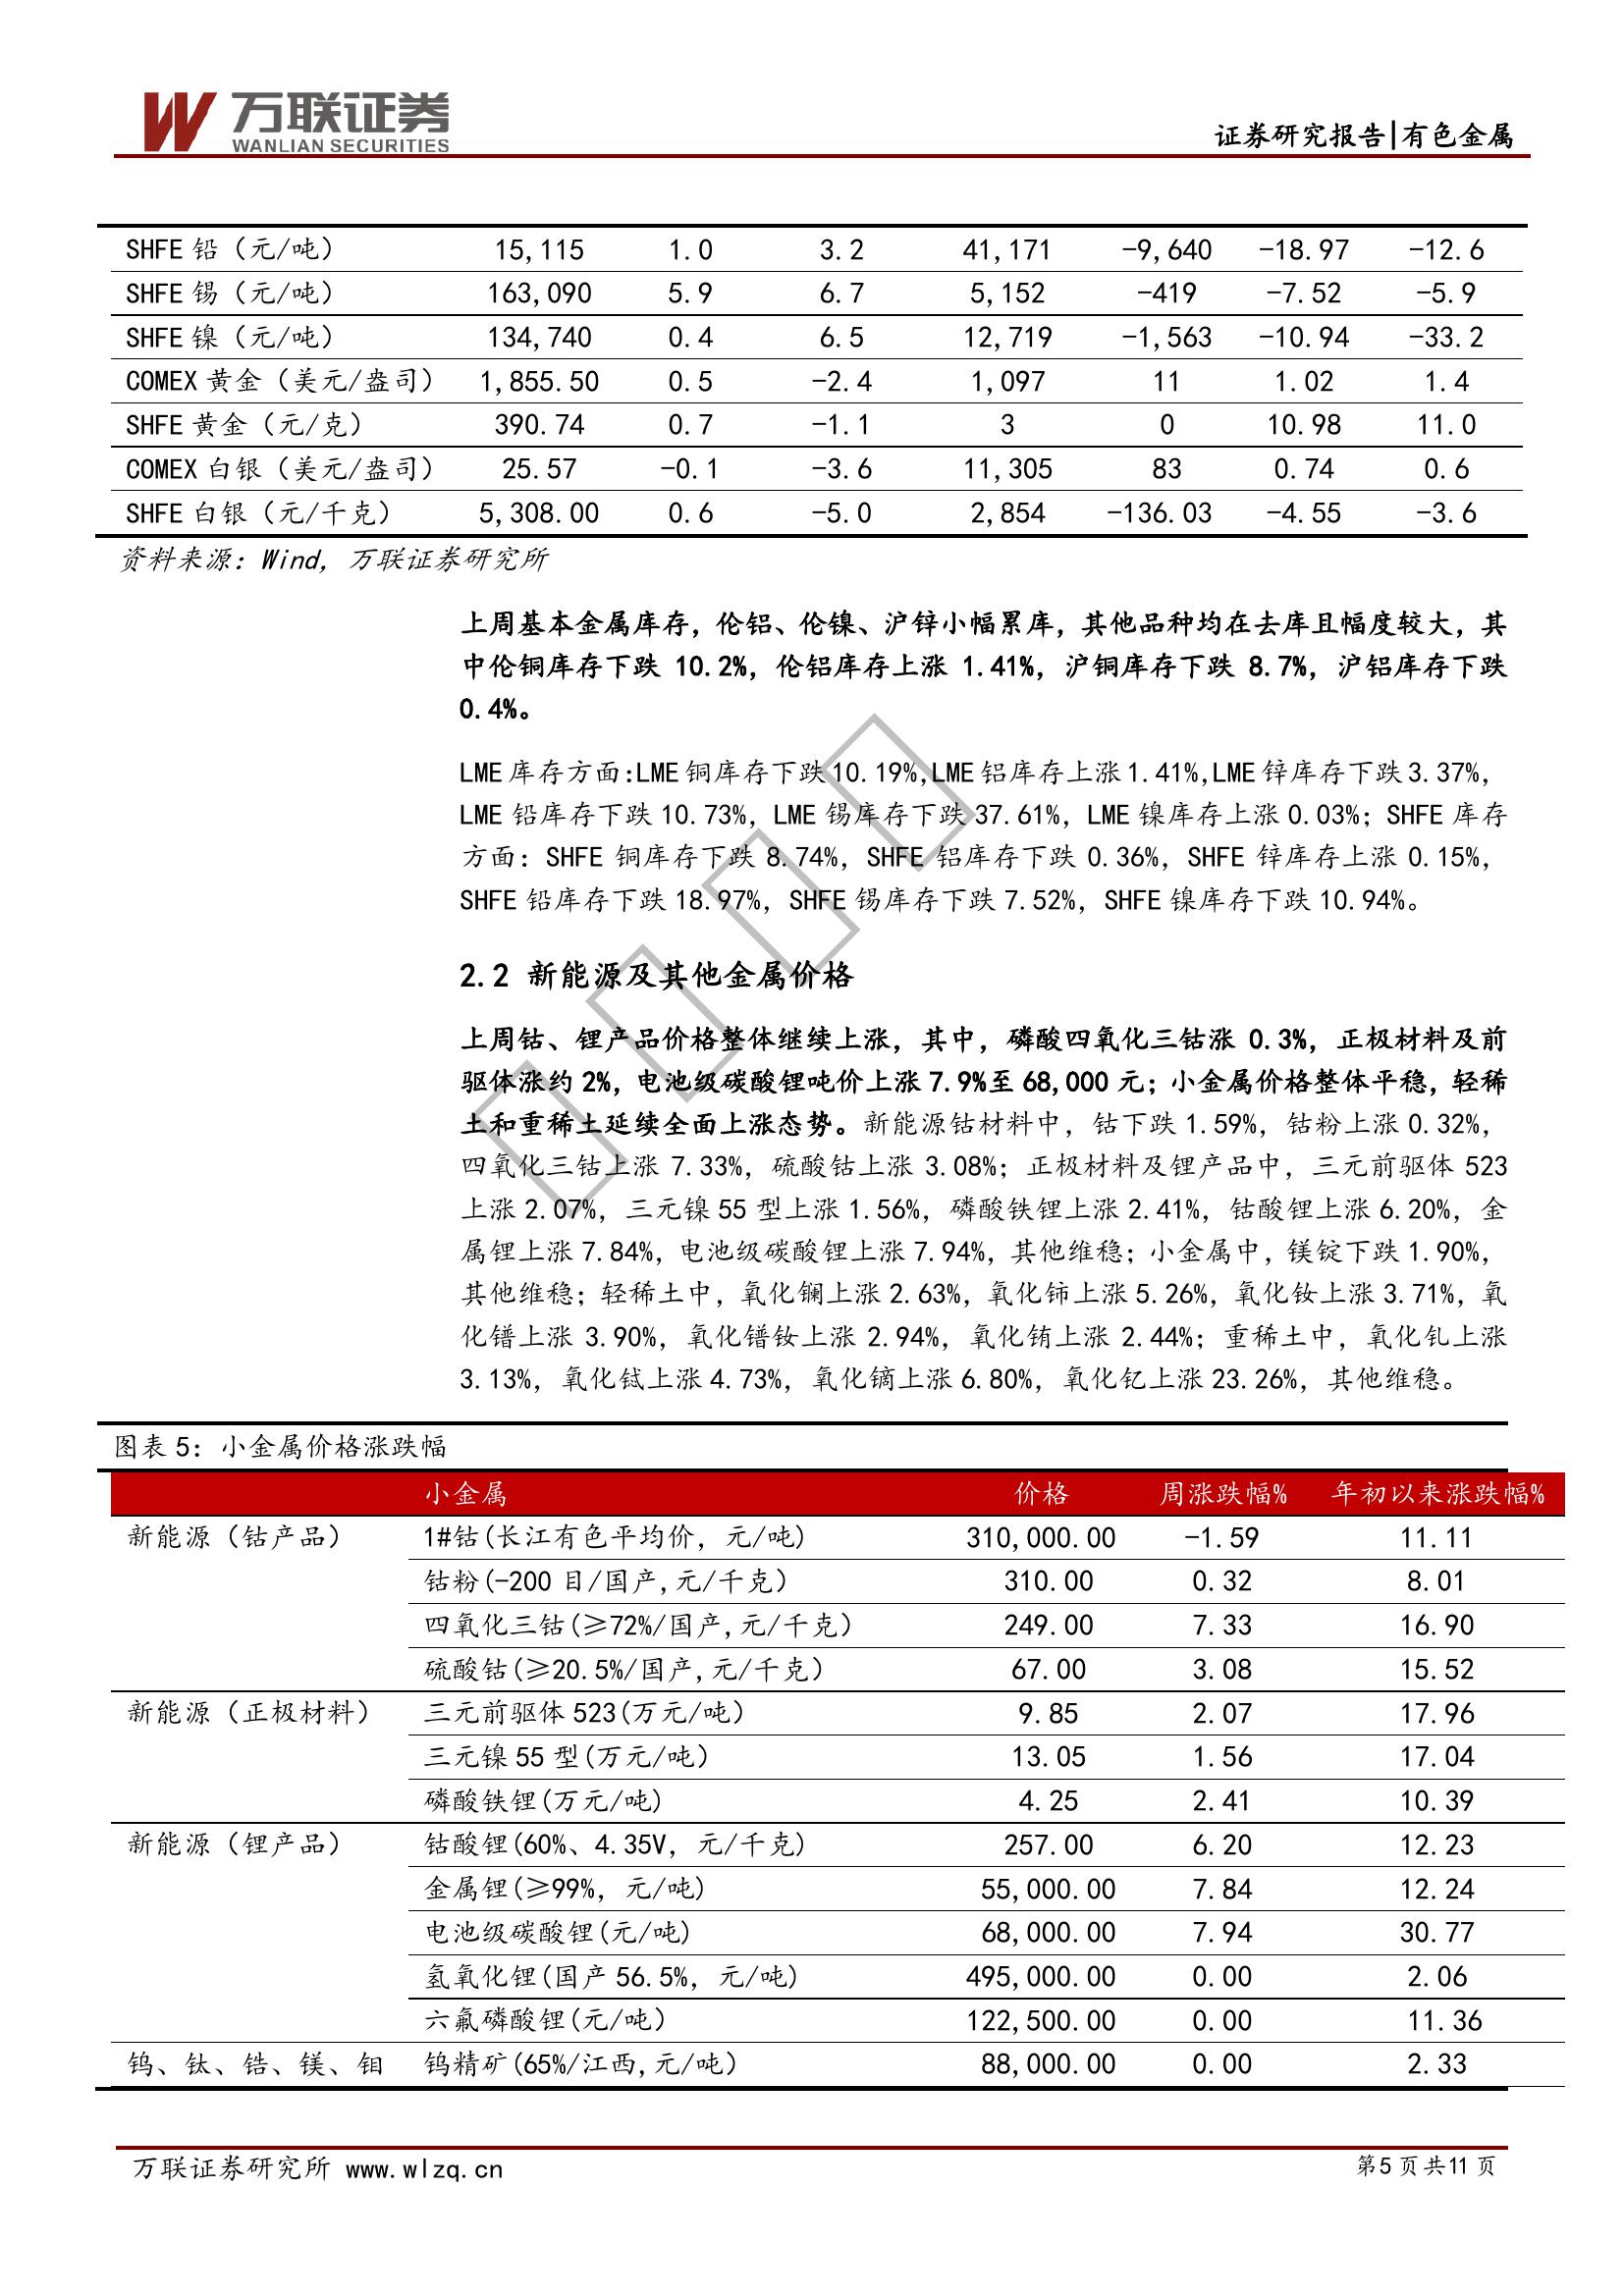 万联证券
WANLIAN SECURITIES
证券研究报告|有色金属
SHFE 铅（元/吨） 15,115 1.0 3.2 41,171 -9,640 -18.97 -12.6
SHFE 锡（元/吨） 163,090 5.9 6.7 5,152 -419 -7.52 -5.9
SHFE 镍（元/吨） 134,740 0.4 6.5 12,719 -1,563 -10.94 -33.2
COMEX 黄金（美元/盎司） 1,855.50 0.5 -2.4 1,097 11 1.02 1.4
SHFE 黄金（元/克） 390.74 0.7 -1.1 3 0 10.98 11.0
COMEX 白银（美元/盎司） 25.57 -0.1 -3.6 11,305 83 0.74 0.6
SHFE 白银（元/千克） 5,308.00 0.6 -5.0 2,854 -136.03 -4.55 -3.6
资料来源：Wind，万联证券研究所
上周基本金属库存，伦铝、伦镍、沪锌小幅累库，其他品种均在去库且幅度较大，其
中伦铜库存下跌 10.2%，伦铝库存上涨 1.41%，沪铜库存下跌 8.7%，沪铝库存下跌
0.4%。
LME 库存方面:LME 铜库存下跌 10.19%,LME 铝库存上涨 1.41%,LME 锌库存下跌 3.37%，
LME 铅库存下跌 10.73%，LME 锡库存下跌 37.61%，LME 镍库存上涨 0.03%；SHFE 库存
方面：SHFE 铜库存下跌 8.74%，SHFE 铝库存下跌 0.36%，SHFE 锌库存上涨 0.15%，
SHFE 铅库存下跌 18.97%，SHFE 锡库存下跌 7.52%，SHFE 镍库存下跌 10.94%。
2.2 新能源及其他金属价格
上周钴、锂产品价格整体继续上涨，其中，磷酸四氧化三钴涨 0.3%，正极材料及前
驱体涨约 2%，电池级碳酸锂吨价上涨 7.9%至 68,000 元；小金属价格整体平稳，轻稀
土和重稀土延续全面上涨态势。新能源钴材料中，钴下跌 1.59%，钴粉上涨 0.32%，
四氧化三钴上涨 7.33%，硫酸钴上涨 3.08%；正极材料及锂产品中，三元前驱体 523
上涨 2.07%，三元镍 55 型上涨 1.56%，磷酸铁锂上涨 2.41%，钴酸锂上涨 6.20%，金
属锂上涨 7.84%，电池级碳酸锂上涨 7.94%，其他维稳；小金属中，镁锭下跌 1.90%，
其他维稳；轻稀土中，氧化镧上涨 2.63%，氧化铈上涨 5.26%，氧化钕上涨 3.71%，氧
化镨上涨 3.90%，氧化镨钕上涨 2.94%，氧化铕上涨 2.44%；重稀土中，氧化钆上涨
3.13%，氧化铽上涨 4.73%，氧化镝上涨 6.80%，氧化钇上涨 23.26%，其他维稳。
图表 5：小金属价格涨跌幅
小金属 价格 周涨跌幅% 年初以来涨跌幅%
新能源（钴产品） 1#钴(长江有色平均价，元/吨) 310,000.00 -1.59 11.11
钴粉(-200 目/国产,元/千克) 310.00 0.32 8.01
四氧化三钴(≥72%/国产,元/千克) 249.00 7.33 16.90
硫酸钴(≥20.5%/国产,元/千克) 67.00 3.08 15.52
新能源（正极材料） 三元前驱体 523(万元/吨) 9.85 2.07 17.96
三元镍 55 型(万元/吨) 13.05 1.56 17.04
磷酸铁锂(万元/吨) 4.25 2.41 10.39
新能源（锂产品） 钴酸锂(60%、4.35V，元/千克) 257.00 6.20 12.23
金属锂(≥99%，元/吨) 55,000.00 7.84 12.24
电池级碳酸锂(元/吨) 68,000.00 7.94 30.77
氢氧化锂(国产 56.5%，元/吨) 495,000.00 0.00 2.06
六氟磷酸锂(元/吨) 122,500.00 0.00 11.36
钨、钛、锆、镁、钼 钨精矿(65%/江西,元/吨) 88,000.00 0.00 2.33
万联证券研究所 www.wlzq.cn
第 5 页 共 11 页